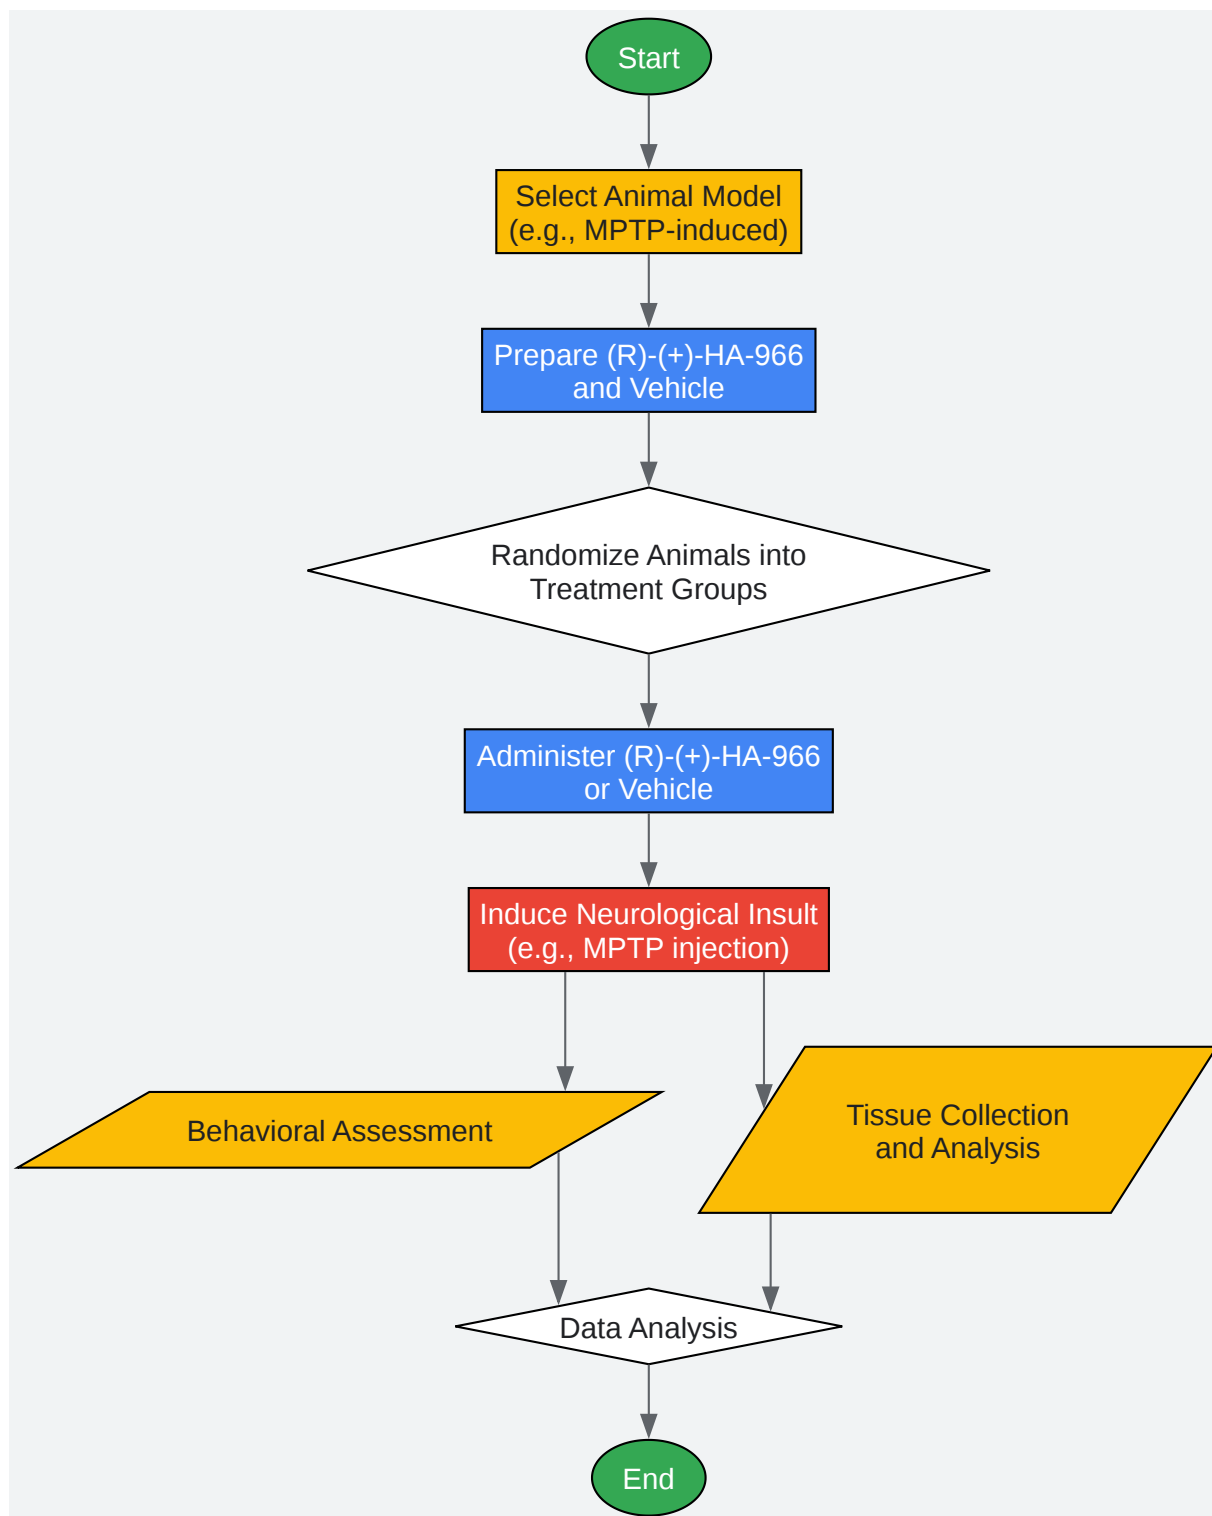 Start
Select Animal Model
(e.g., MPTP-induced)
Prepare (R)-(+)-HA-966
and Vehicle
Randomize Animals into
Treatment Groups
Administer (R)-(+)-HA-966
or Vehicle
Induce Neurological Insult
(e.g., MPTP injection)
Behavioral Assessment
Tissue Collection
and Analysis
Data Analysis
End